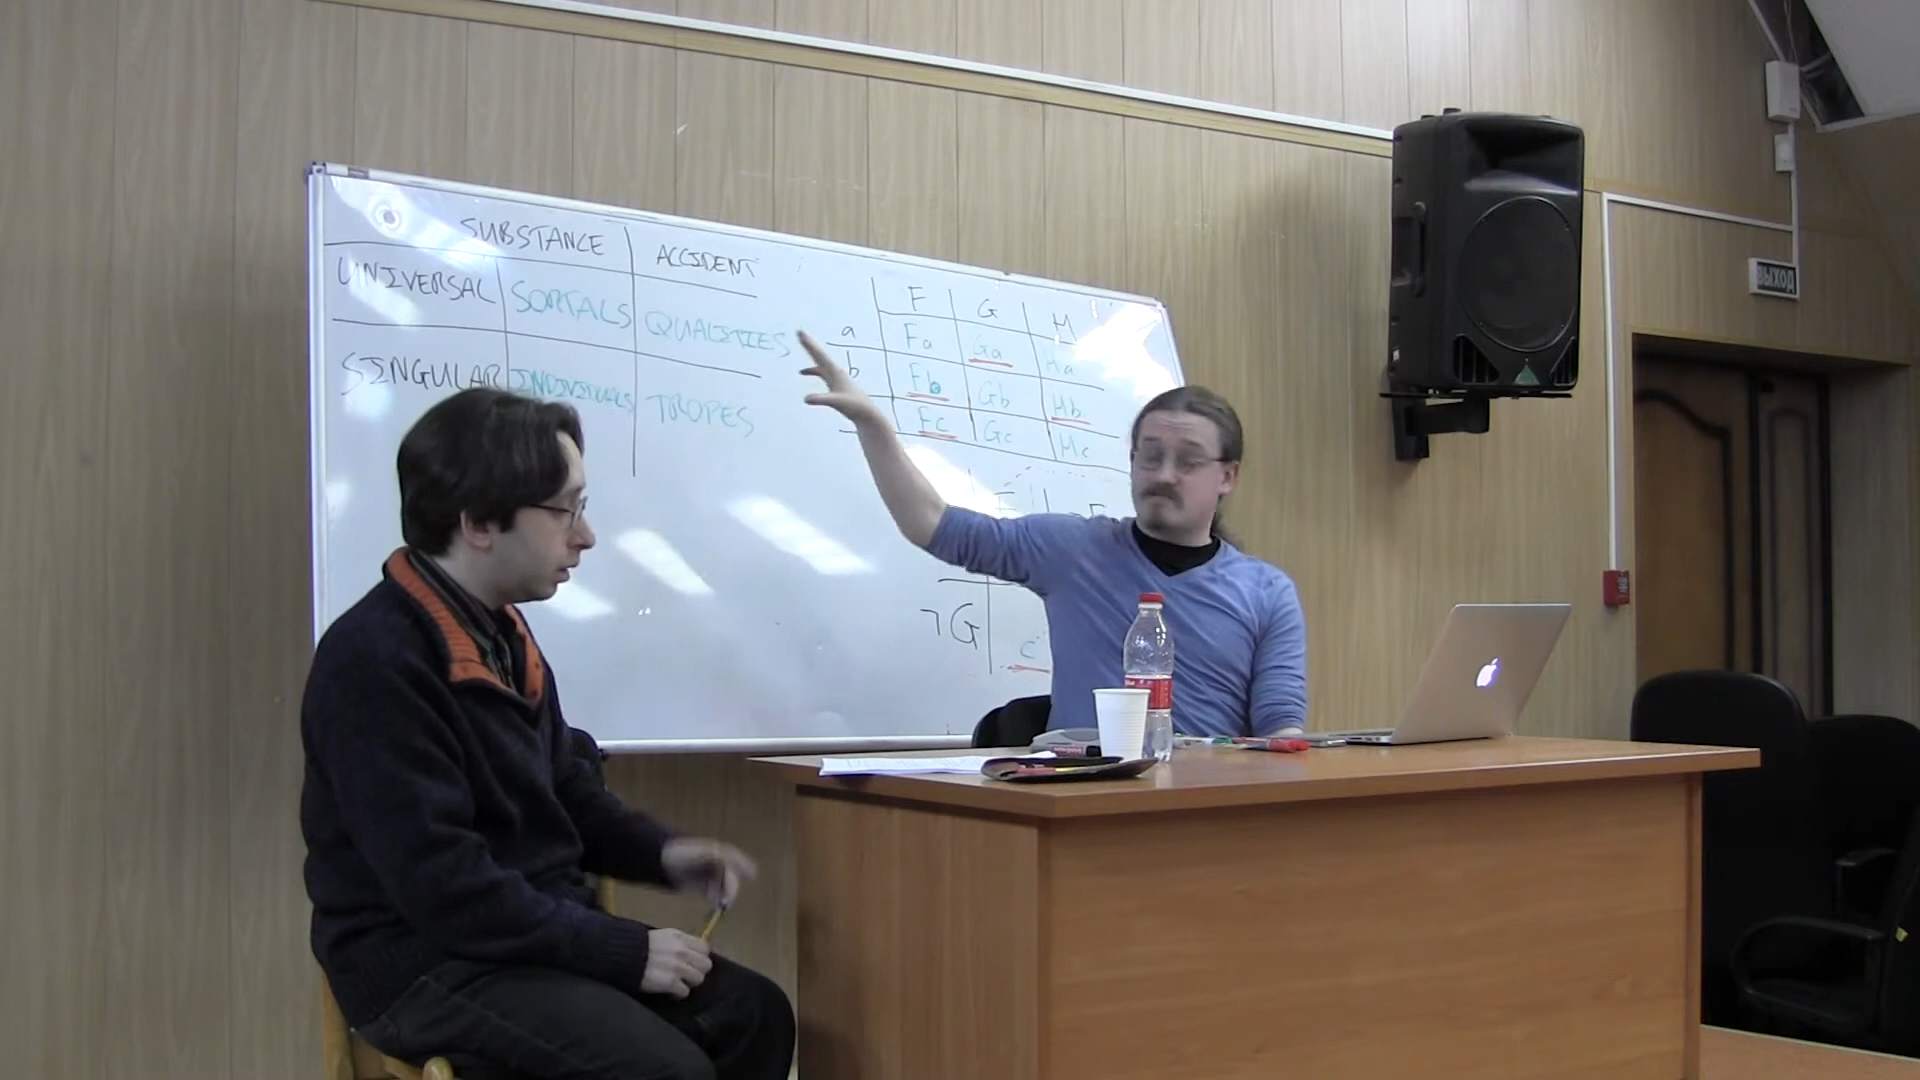 SUBSTANCE ACCIDENT
UNIVERSAL SORTALS QUALITIES
SINGULAR INDIVIDUALS TROPES
F G H
a Fa Ga Ha
b Fb Gb Hb
Fc Gc Hc
F F
¬G c
ВЫХОД